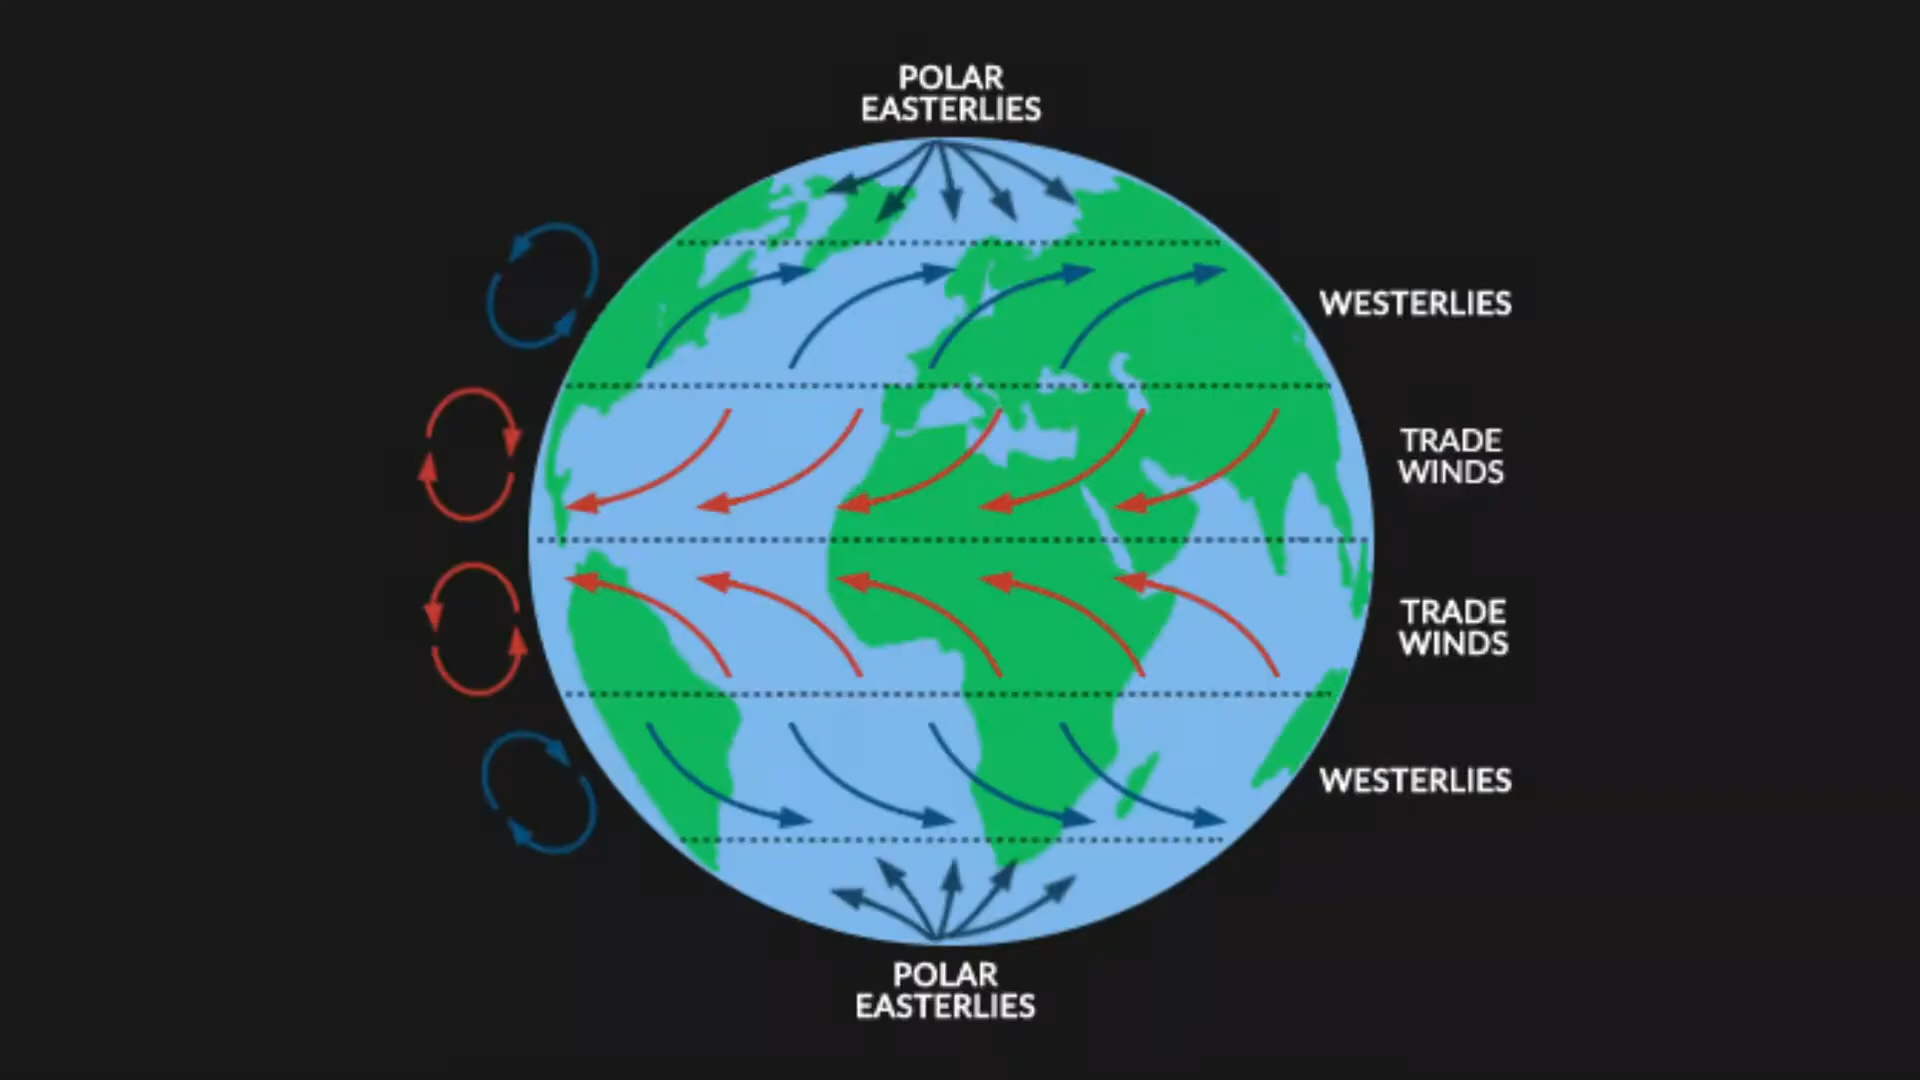 POLAR
EASTERLIES
WESTERLIES
TRADE
WINDS
TRADE
WINDS
WESTERLIES
POLAR
EASTERLIES